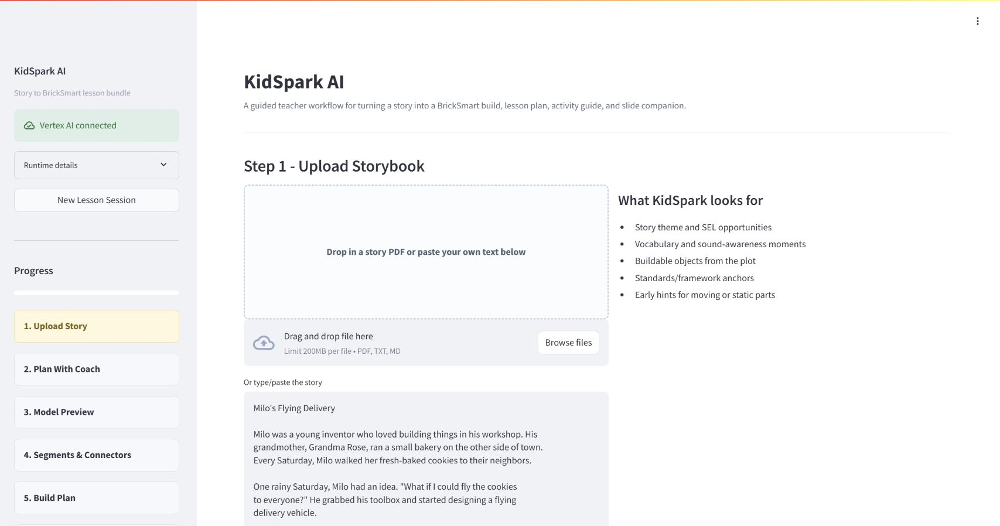 KidSpark AI
Story to BrickSmart lesson bundle
Vertex AI connected
Runtime details
New Lesson Session
Progress
1. Upload Story
2. Plan With Coach
3. Model Preview
4. Segments & Connectors
5. Build Plan
KidSpark AI
A guided teacher workflow for turning a story into a BrickSmart build, lesson plan, activity guide, and slide companion.
Step 1 - Upload Storybook
Drop in a story PDF or paste your own text below
Drag and drop file here
Limit 200MB per file • PDF, TXT, MD
Browse files
Or type/paste the story
Milo's Flying Delivery
Milo was a young inventor who loved building things in his workshop. His
grandmother, Grandma Rose, ran a small bakery on the other side of town.
Every Saturday, Milo walked her fresh-baked cookies to their neighbors.
One rainy Saturday, Milo had an idea. "What if I could fly the cookies
to everyone?" He grabbed his toolbox and started designing a flying
delivery vehicle.
What KidSpark looks for
• Story theme and SEL opportunities
• Vocabulary and sound-awareness moments
• Buildable objects from the plot
• Standards/framework anchors
• Early hints for moving or static parts